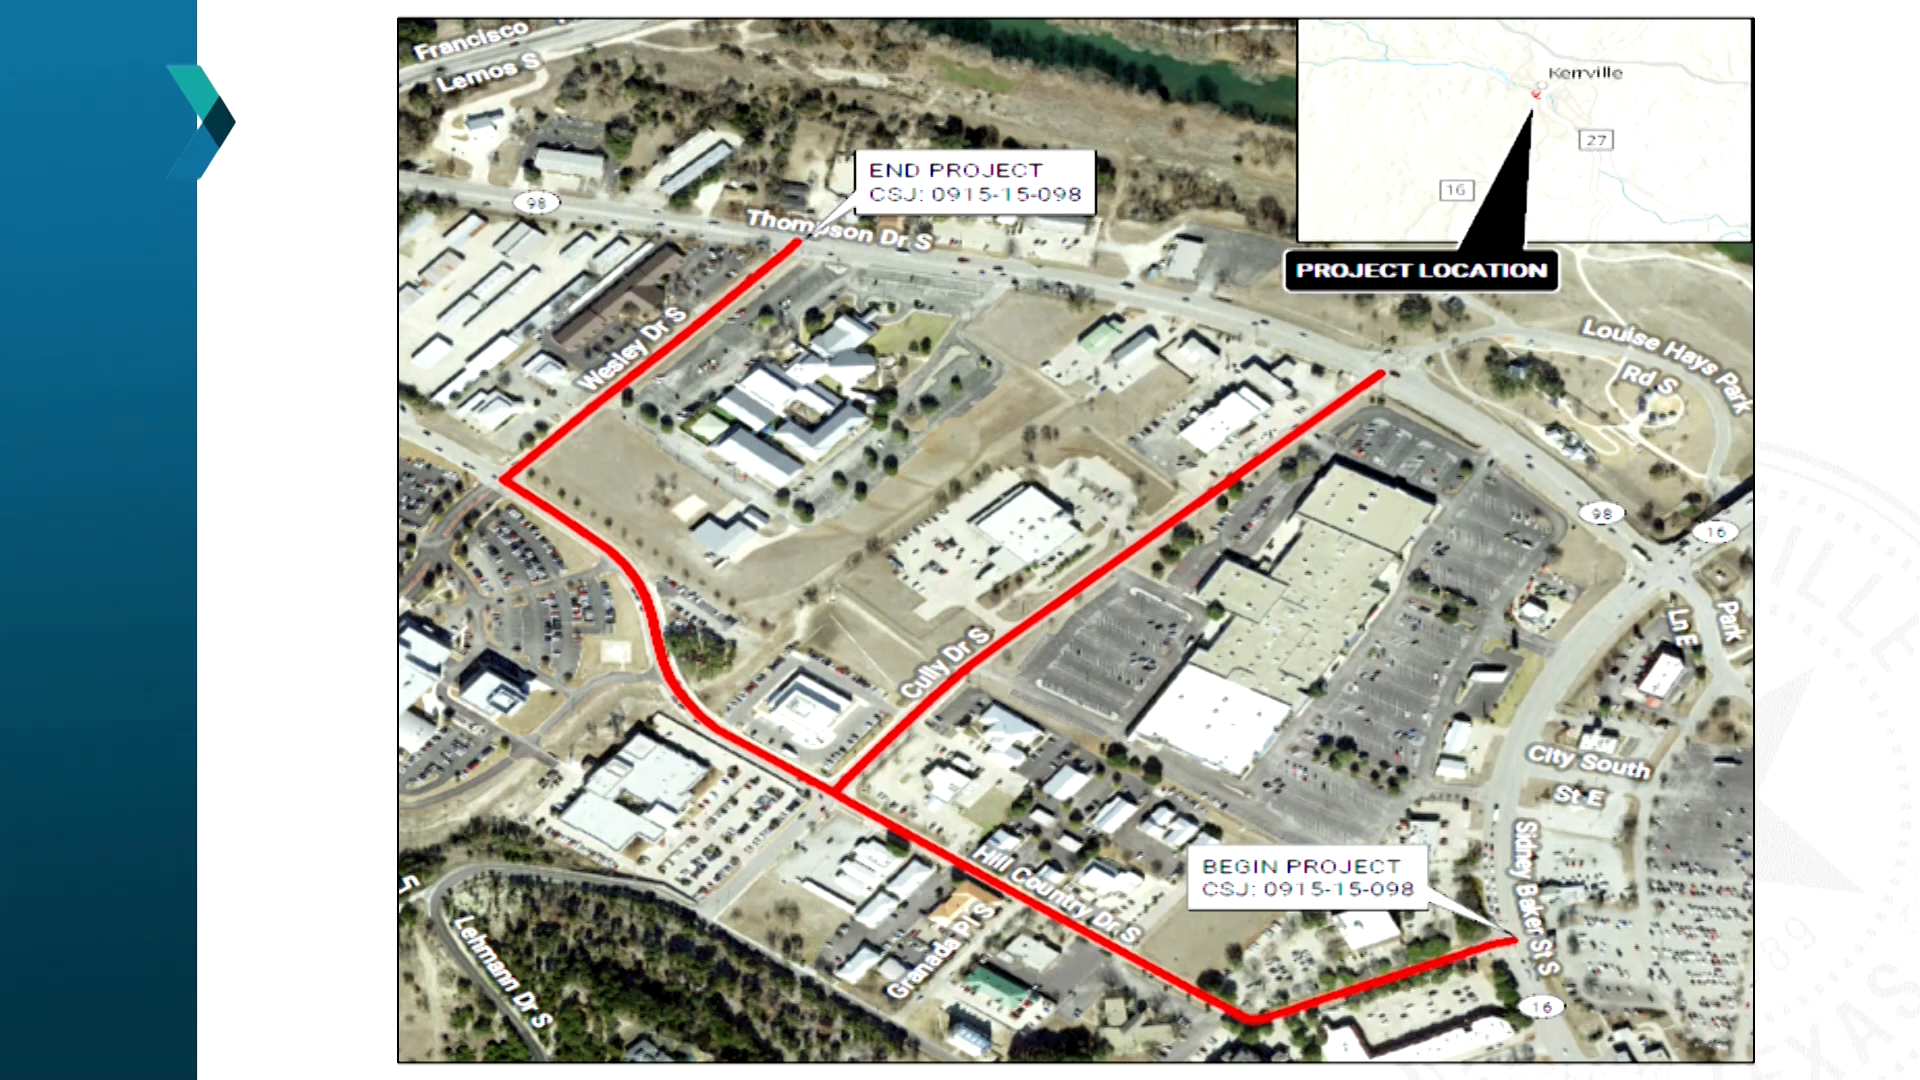 Francisco
Lemos S
Kerrville
27
16
PROJECT LOCATION
END PROJECT
CSJ: 0915-15-098
98
Thompson Dr S
Wesley Dr S
Louise Hays Park
Rd S
98
16
Park
Ln E
Cully Dr S
City South
St E
Sidney Baker St S
BEGIN PROJECT
CSJ: 0915-15-098
Hill Country Dr S
Granada Pl S
Lehmann Dr S
16